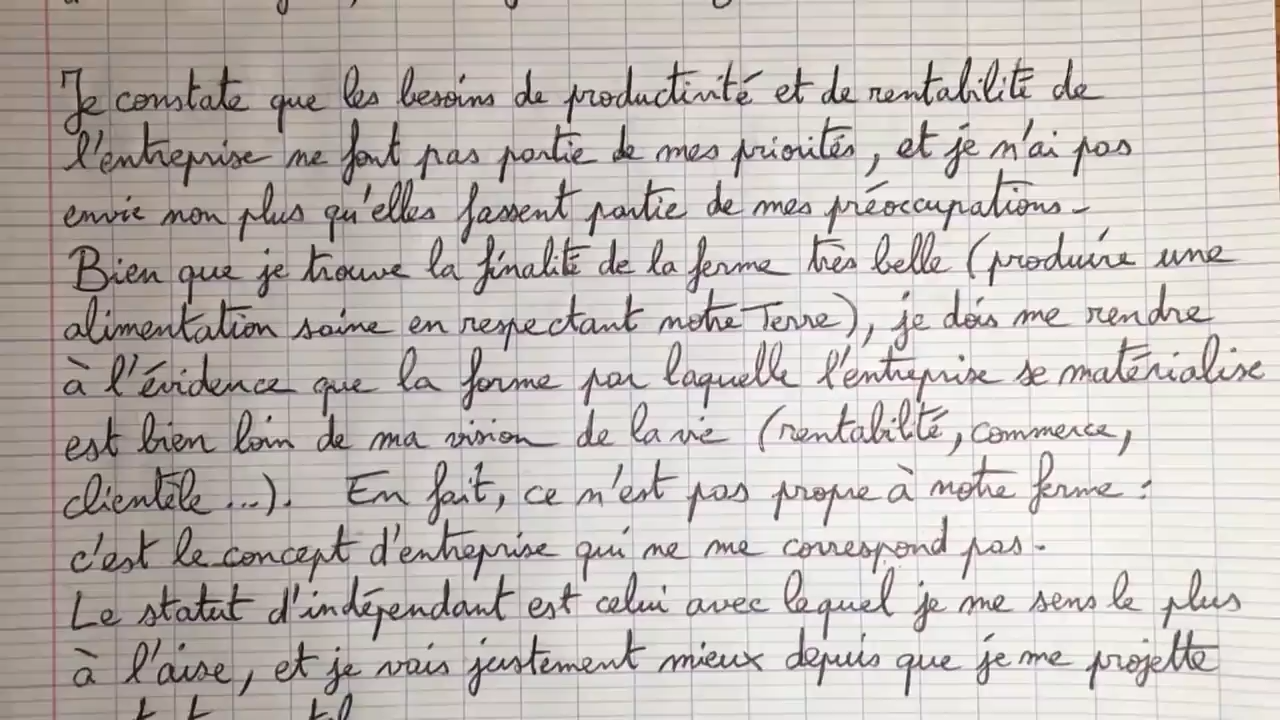 Je constate que les besoins de productivité et de rentabilité de
l'entreprise ne font pas partie de mes priorités, et je n'ai pas
envie non plus qu'elles fassent partie de mes préoccupations.
Bien que je trouve la finalité de la ferme très belle (produire une
alimentation saine en respectant notre Terre), je dois me rendre
à l'évidence que la forme par laquelle l'entreprise se matérialise
est bien loin de ma vision de la vie (rentabilité, commerce,
clientèle...). En fait, ce n'est pas propre à notre ferme :
c'est le concept d'entreprise qui ne me correspond pas.
Le statut d'indépendant est celui avec lequel je me sens le plus
à l'aise, et je vais justement mieux depuis que je me projette